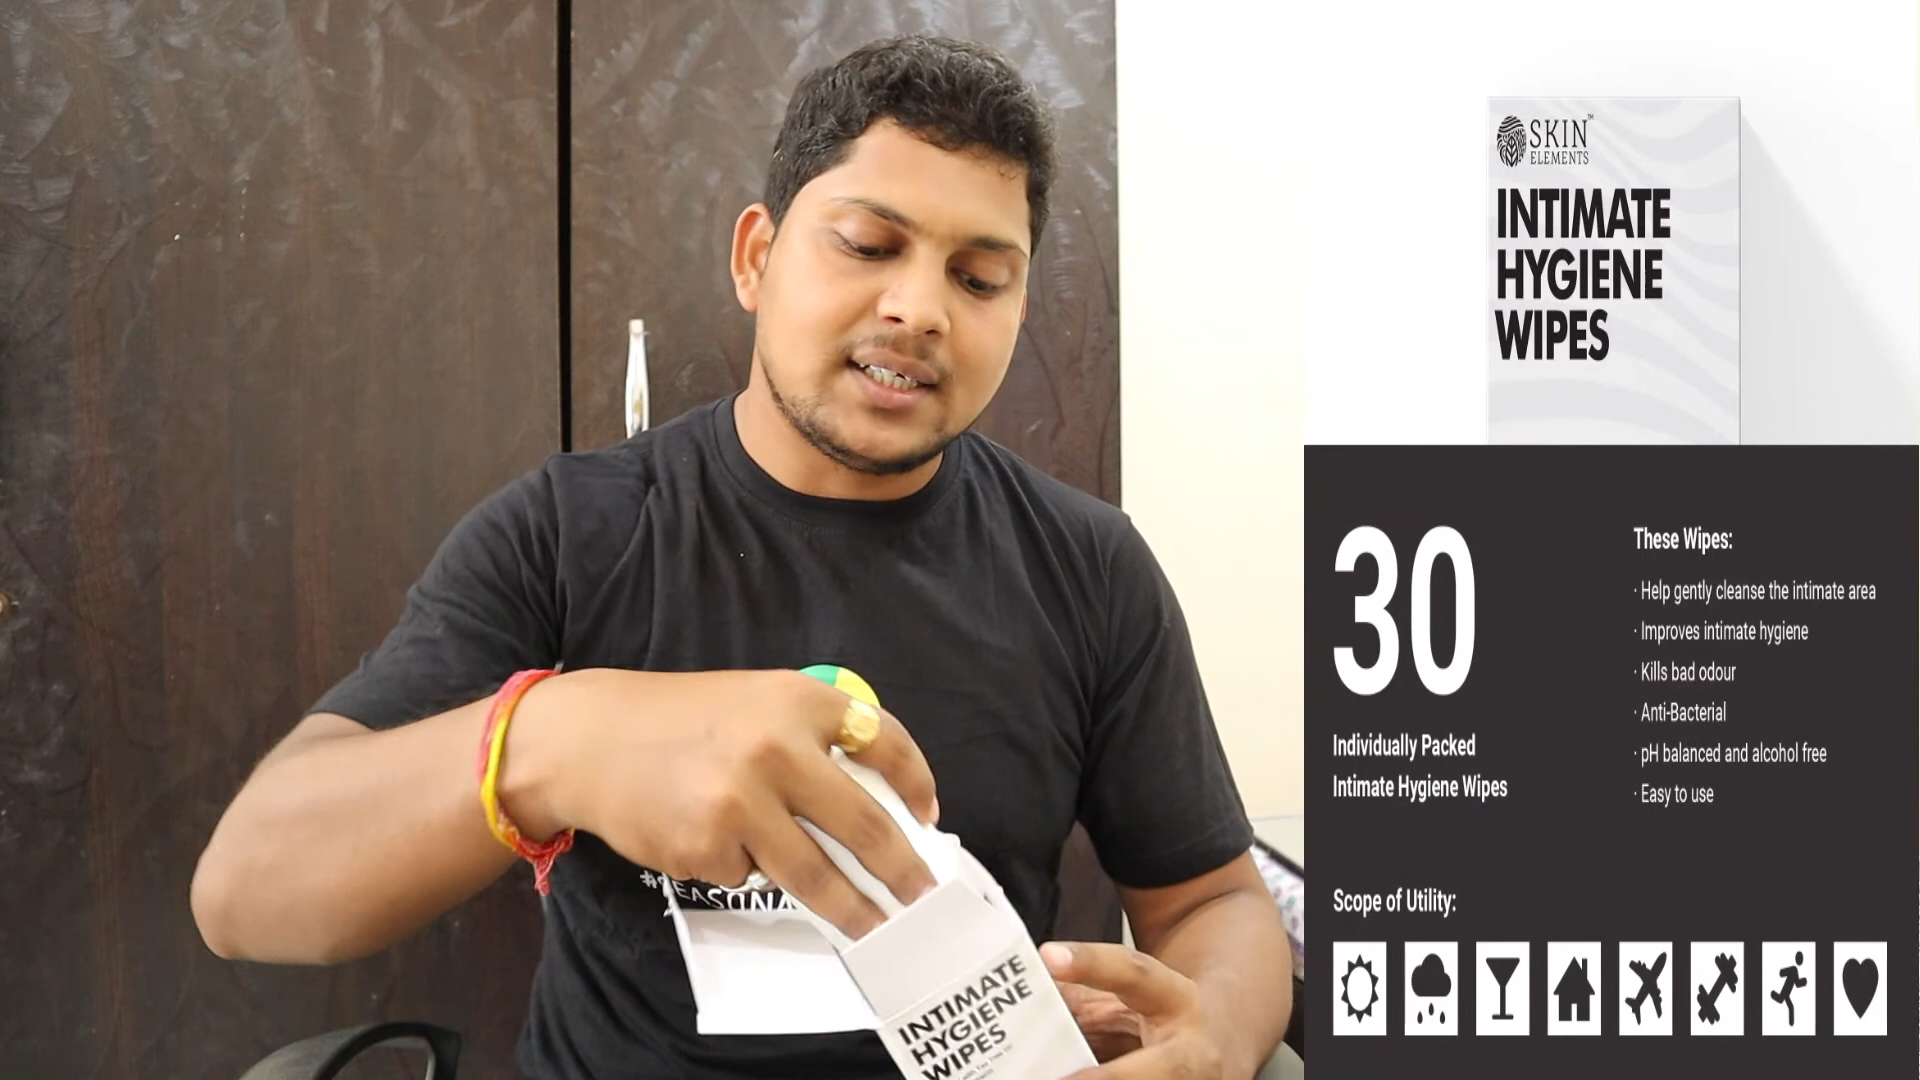 SKIN™
ELEMENTS
INTIMATE
HYGIENE
WIPES
30
Individually Packed
Intimate Hygiene Wipes
These Wipes:
· Help gently cleanse the intimate area
· Improves intimate hygiene
· Kills bad odour
· Anti-Bacterial
· pH balanced and alcohol free
· Easy to use
Scope of Utility:
INTIMATE
HYGIENE
WIPES